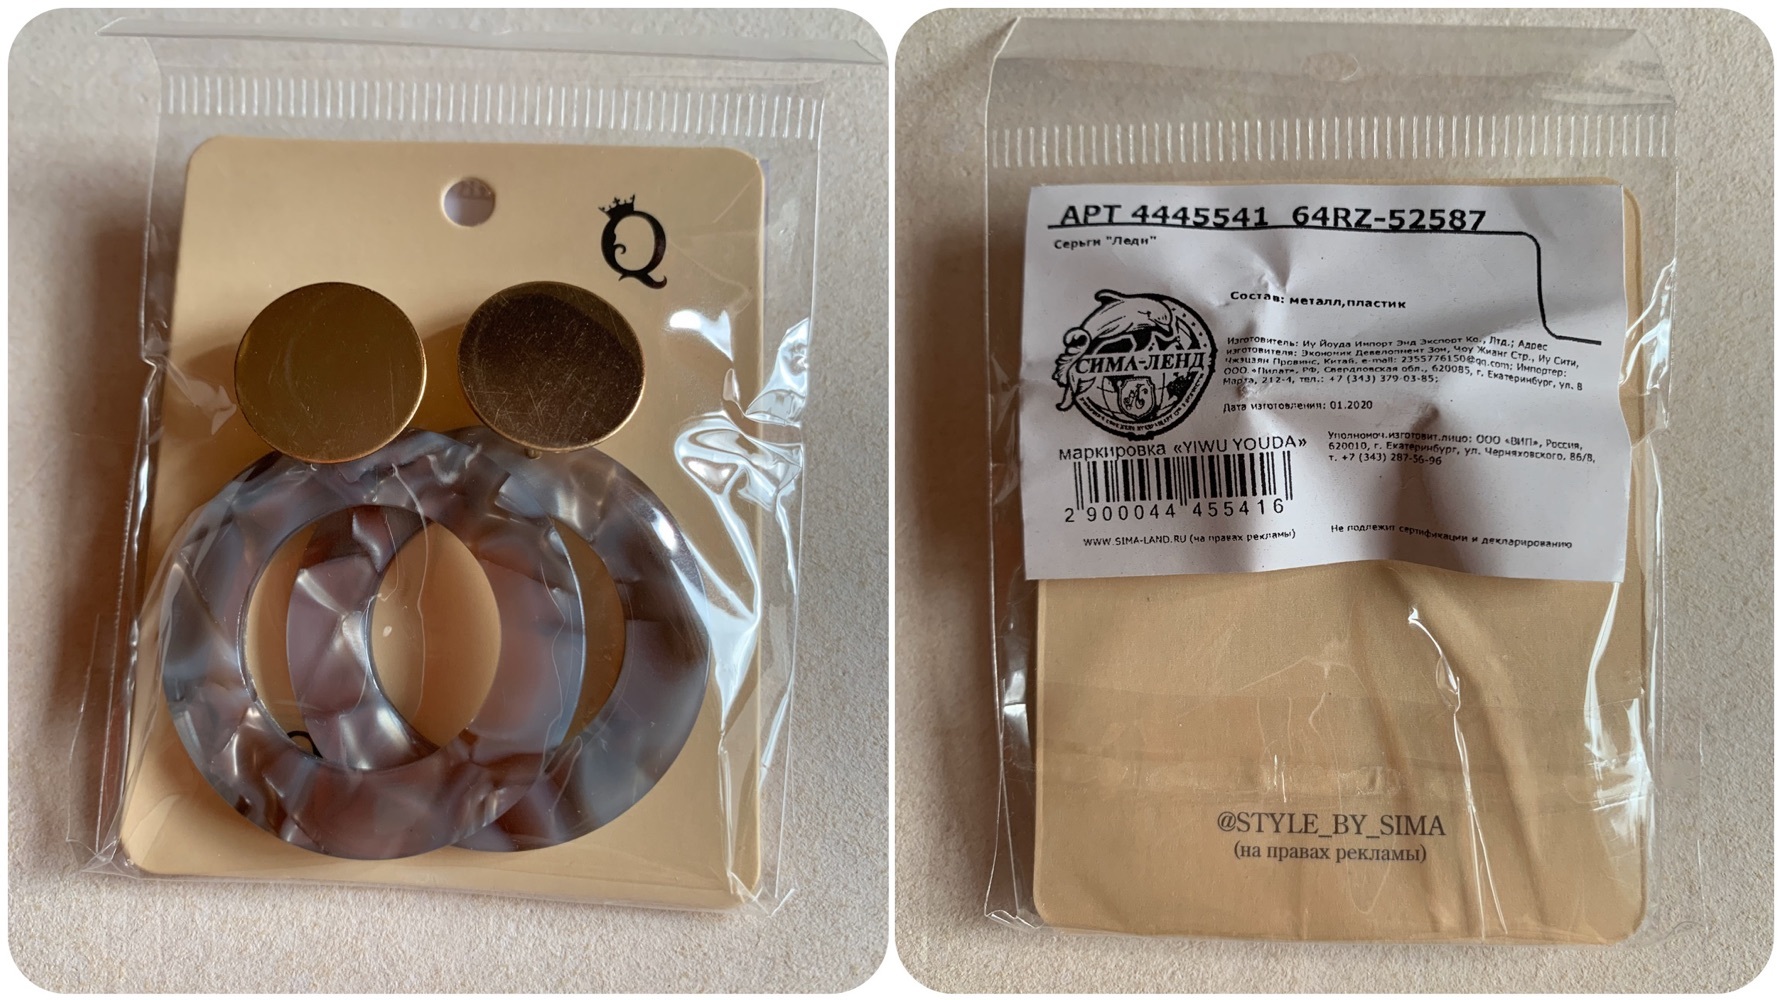 Q
АРТ 4445541 64RZ-52587
Серьги "Леди"
Состав: металл,пластик
СИМА-ЛЕНД
Изготовитель: Иу Йоуда Импорт Энд Экспорт Ко., Лтд.; Адрес
изготовителя: Экономик Девелопмент Зон, Чоу Жианг Стр., Иу Сити,
Чжэцзян Провинс, Китай. e-mail: 2355776150@qq.com; Импортер:
ООО «Пилат», РФ, Свердловская обл., 620085, г. Екатеринбург, ул. 8
Марта, 212-4, тел.: +7 (343) 379-03-85;
Дата изготовления: 01.2020
маркировка «YIWU YOUDA»
Уполномоч.изготовит.лицо: ООО «ВИП», Россия,
620010, г. Екатеринбург, ул. Черняховского, 86/8,
т. +7 (343) 287-56-96
2 900044 455416
WWW.SIMA-LAND.RU (на правах рекламы)
Не подлежит сертификации и декларированию
@STYLE_BY_SIMA
(на правах рекламы)